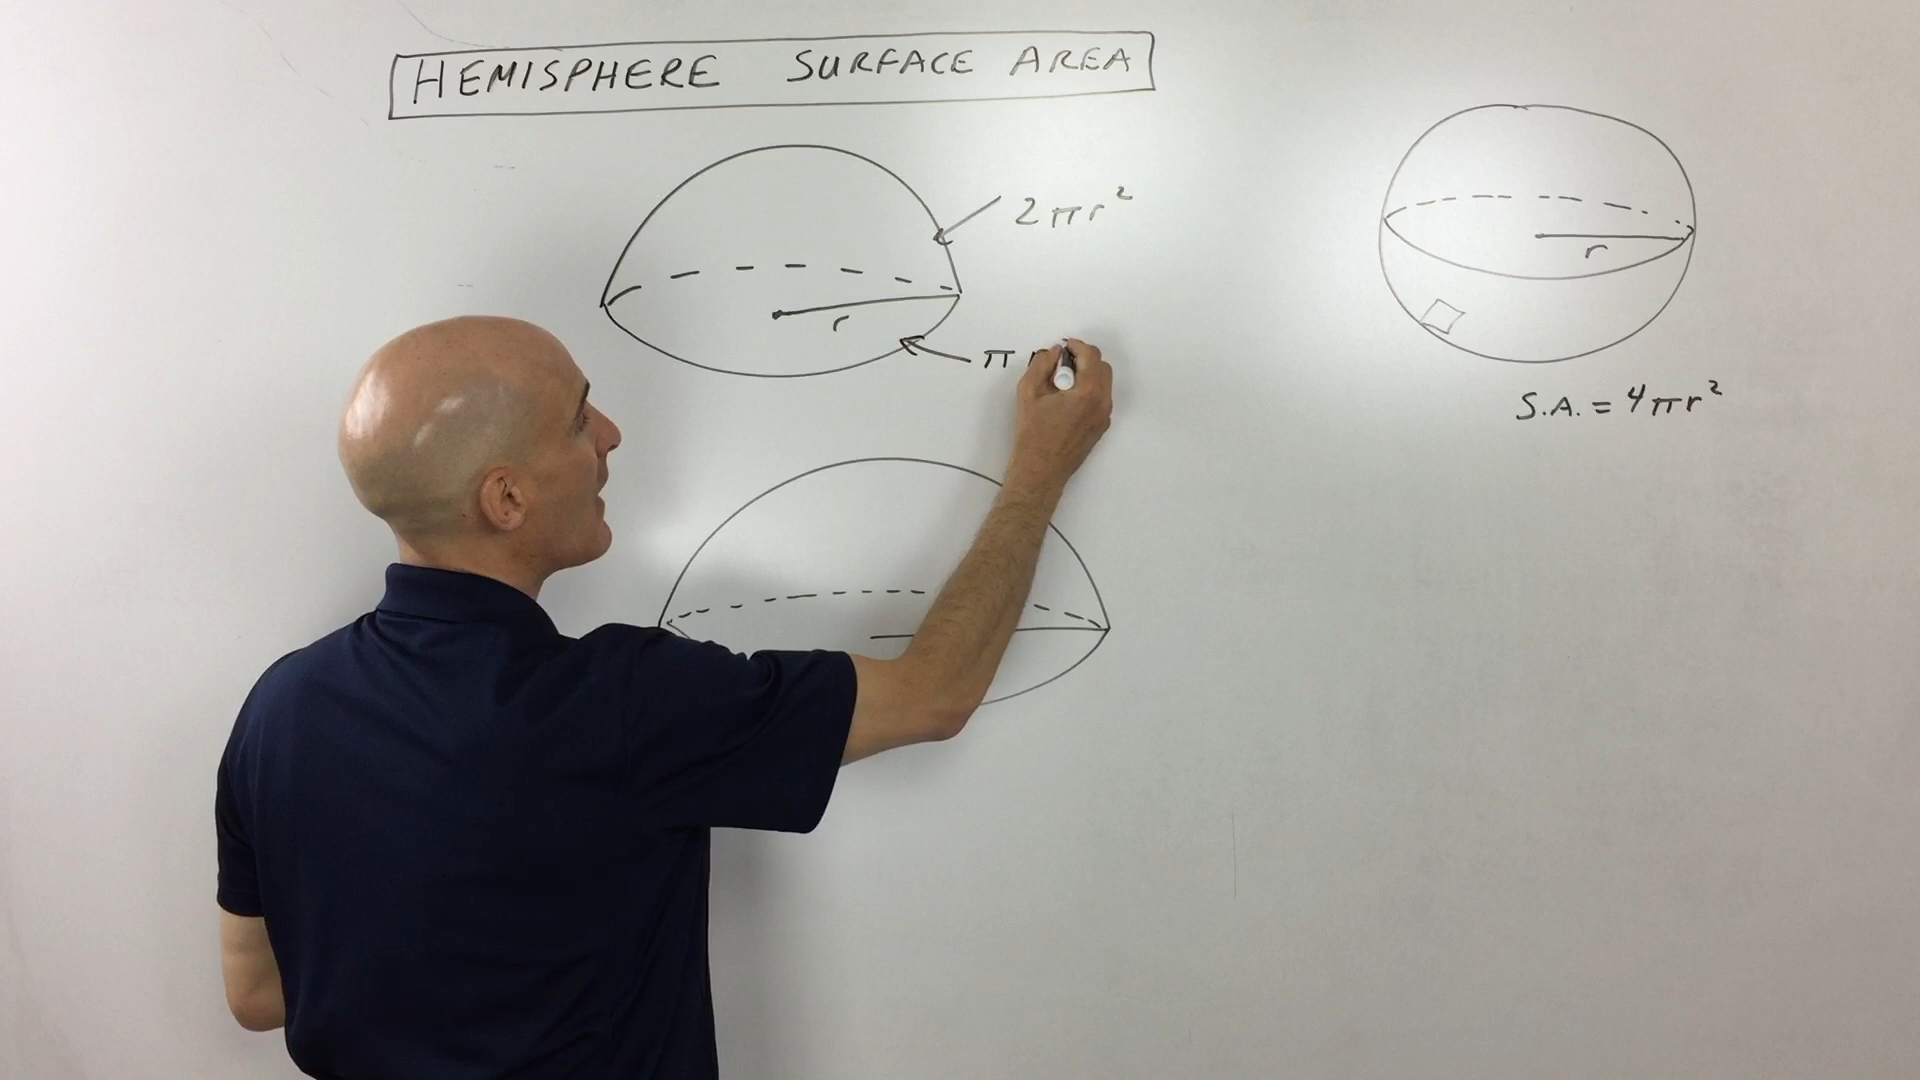 HEMISPHERE SURFACE AREA
2πr²
r
π r
r
S.A. = 4πr²